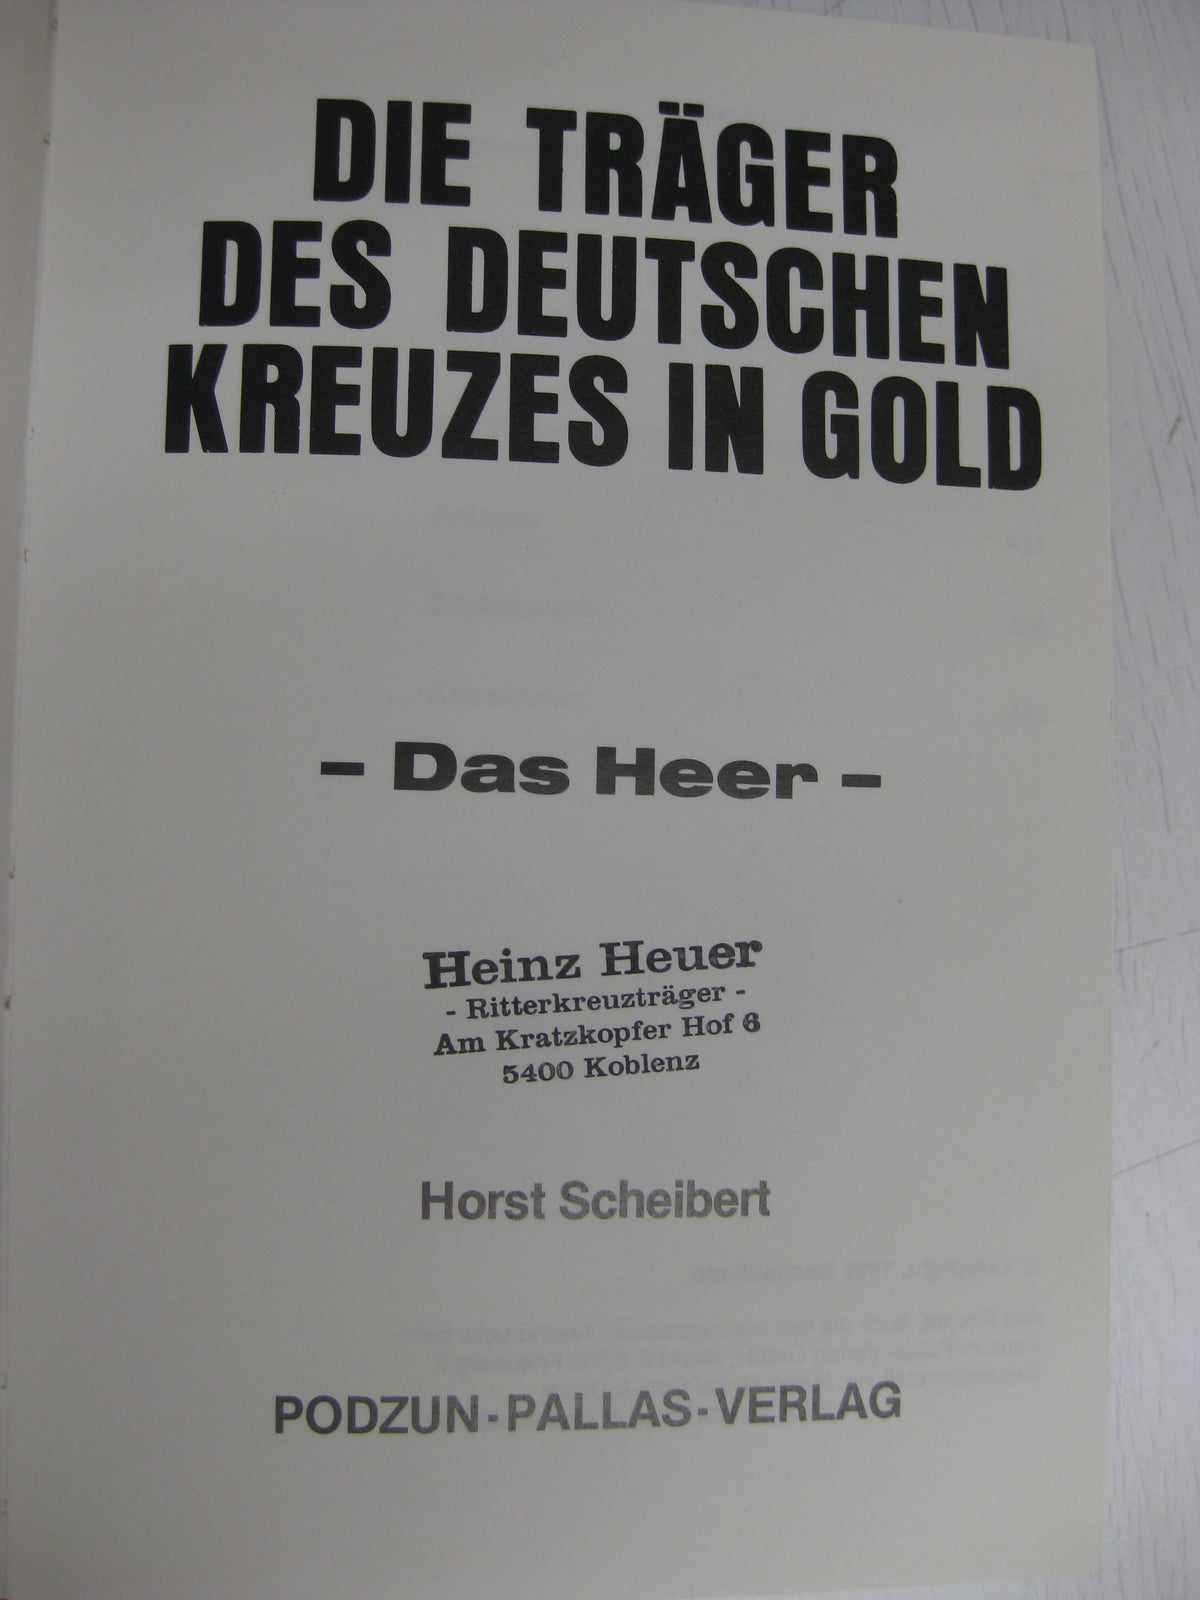 DIE TRÄGER
DES DEUTSCHEN
KREUZES IN GOLD
- Das Heer -
Heinz Heuer
- Ritterkreuzträger -
Am Kratzkopfer Hof 6
5400 Koblenz
Horst Scheibert
PODZUN-PALLAS-VERLAG